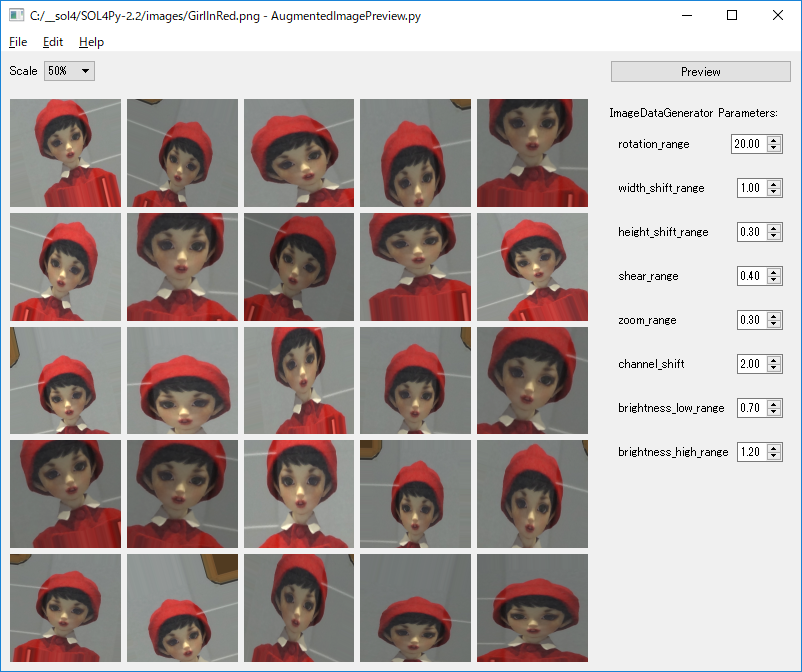 C:/__sol4/SOL4Py-2.2/images/GirlInRed.png - AugmentedImagePreview.py
File Edit Help
Scale 50% Preview
ImageDataGenerator Parameters:
rotation_range 20.00
width_shift_range 1.00
height_shift_range 0.30
shear_range 0.40
zoom_range 0.30
channel_shift 2.00
brightness_low_range 0.70
brightness_high_range 1.20